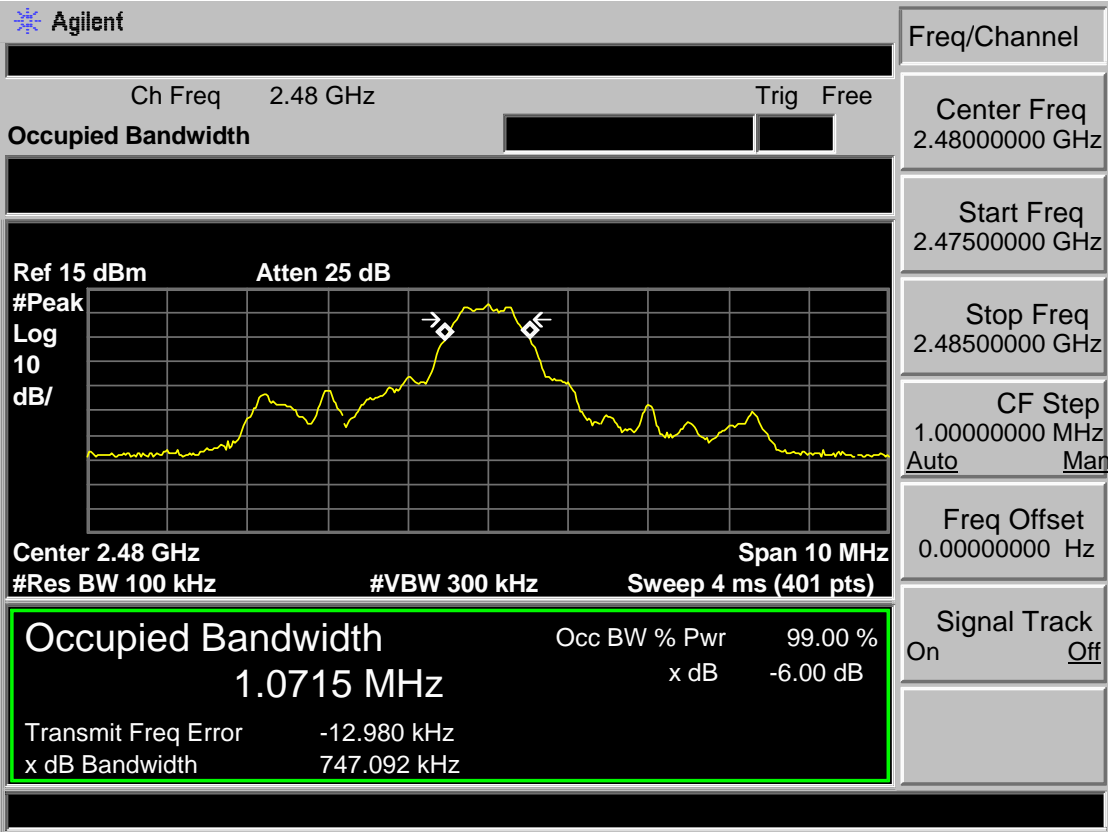 Agilent
Freq/Channel
Ch Freq 2.48 GHz Trig Free
Occupied Bandwidth
Center Freq
2.48000000 GHz
Start Freq
2.47500000 GHz
Stop Freq
2.48500000 GHz
CF Step
1.00000000 MHz
Auto Man
Freq Offset
0.00000000 Hz
Signal Track
On Off
Ref 15 dBm Atten 25 dB
#Peak
Log
10
dB/
Center 2.48 GHz Span 10 MHz
#Res BW 100 kHz #VBW 300 kHz Sweep 4 ms (401 pts)
Occupied Bandwidth Occ BW % Pwr 99.00 %
1.0715 MHz x dB -6.00 dB
Transmit Freq Error -12.980 kHz
x dB Bandwidth 747.092 kHz